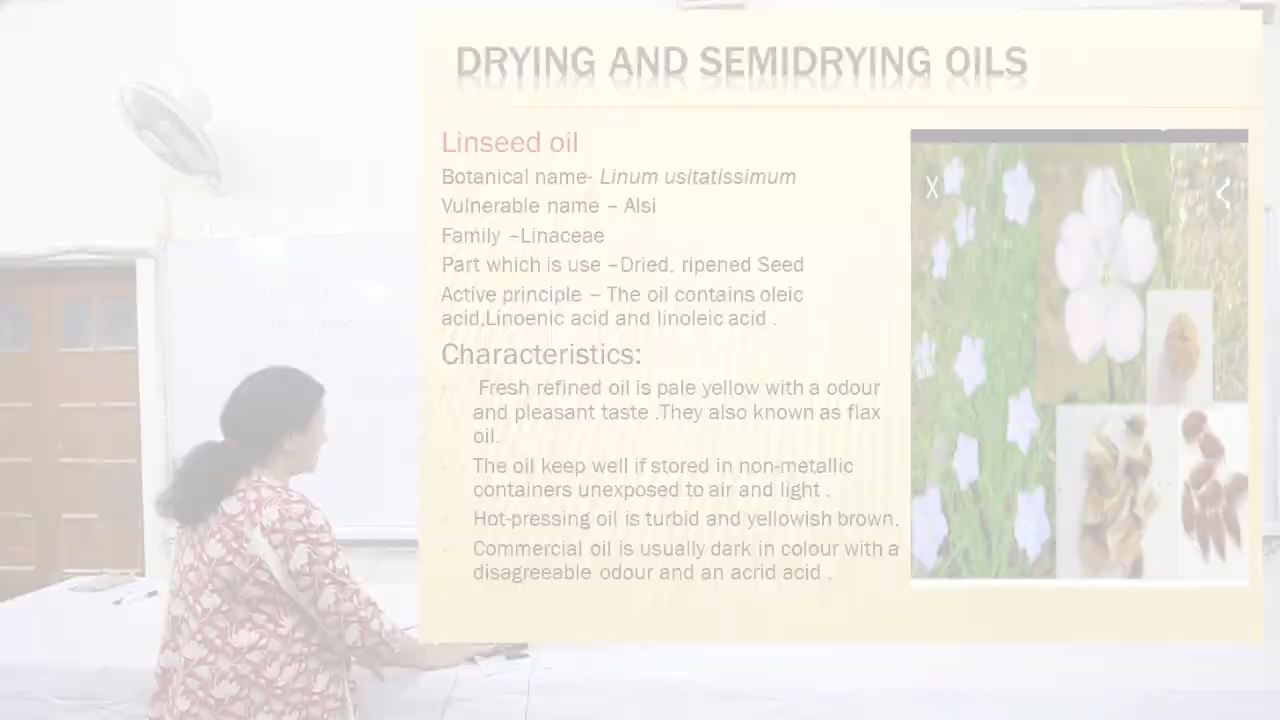 DRYING AND SEMIDRYING OILS
Linseed oil
Botanical name- Linum usitatissimum
Vulnerable name – Alsi
Family –Linaceae
Part which is use –Dried, ripened Seed
Active principle – The oil contains oleic
acid,Linoenic acid and linoleic acid .
Characteristics:
Fresh refined oil is pale yellow with a odour
and pleasant taste .They also known as flax
oil.
The oil keep well if stored in non-metallic
containers unexposed to air and light .
Hot-pressing oil is turbid and yellowish brown.
Commercial oil is usually dark in colour with a
disagreeable odour and an acrid acid .